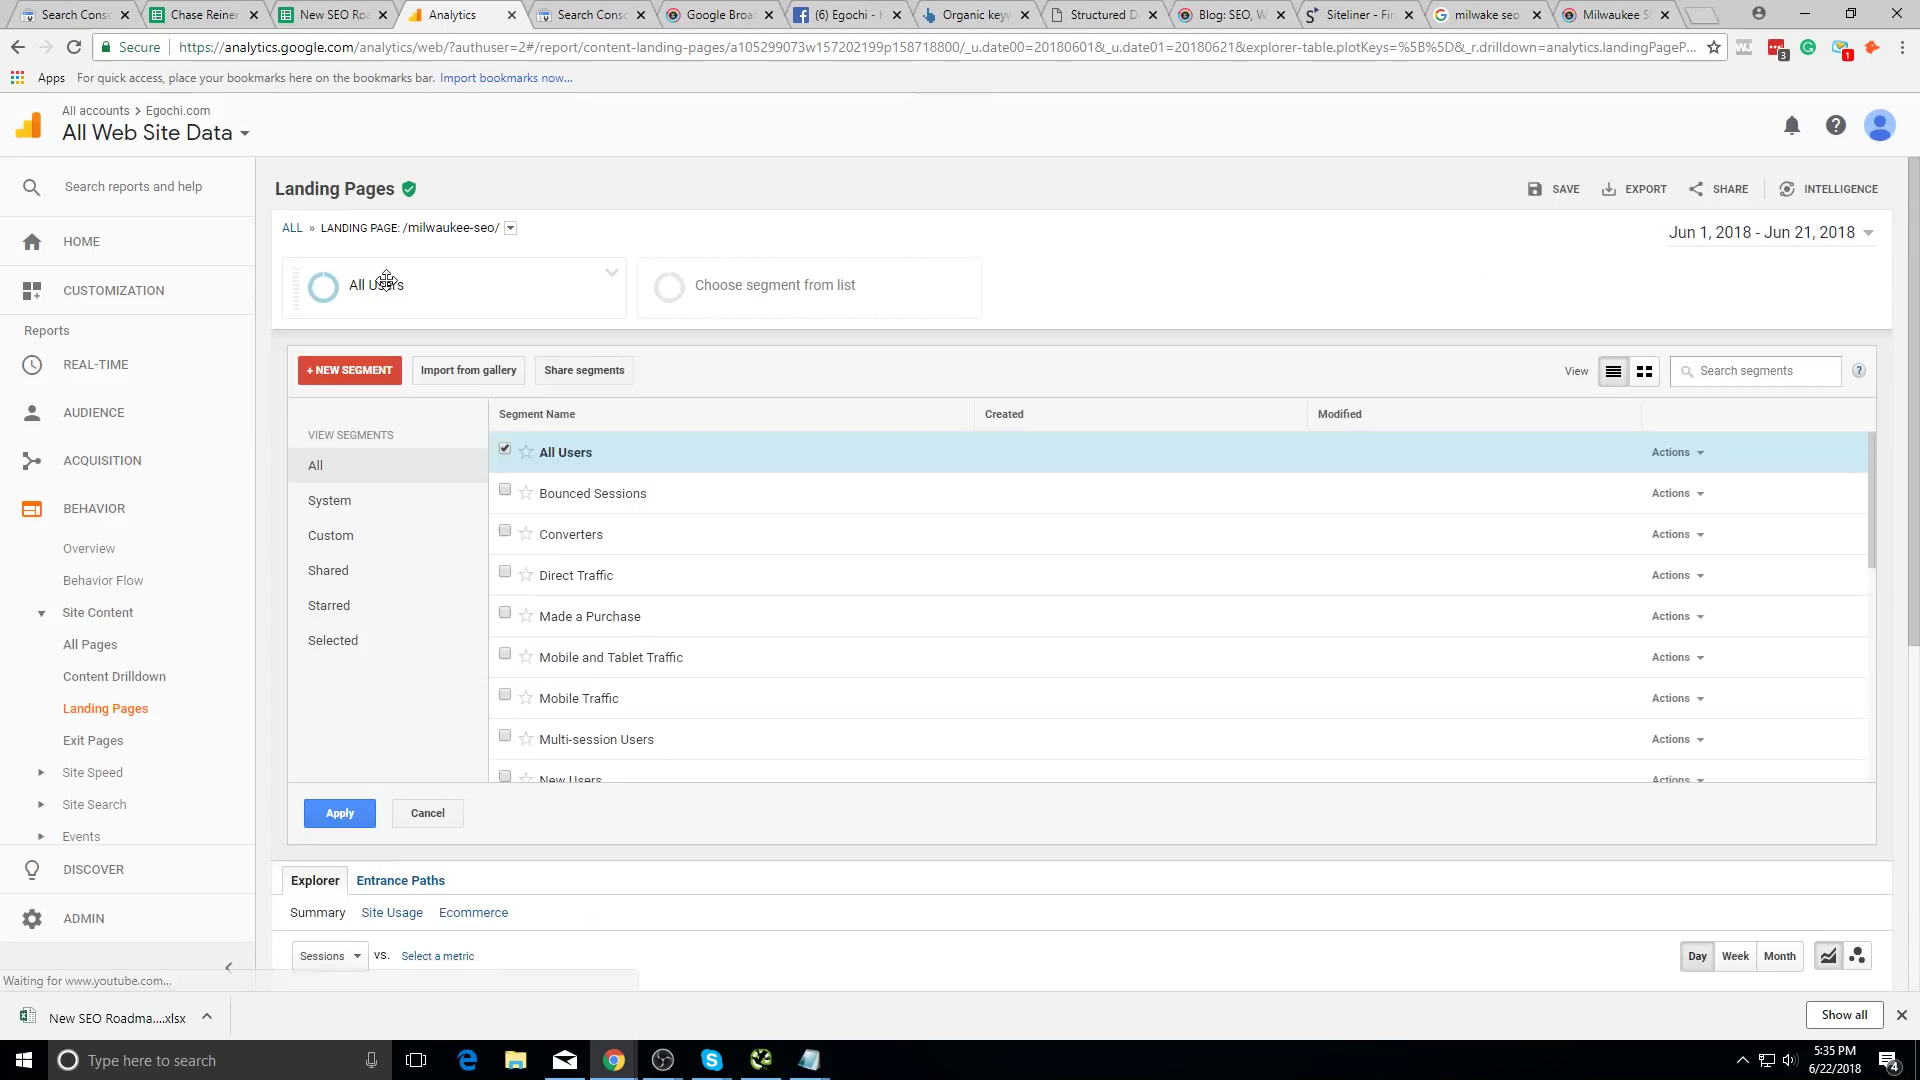 Search Cons
Chase Reiner
New SEO Roa
Analytics
Search Cons
Google Broa
(6) Egochi -
Organic keyw
Structured D
Blog: SEO, W
Siteliner - Fin
milwake seo
Milwaukee S
Secure
https://analytics.google.com/analytics/web/?authuser=2#/report/content-landing-pages/a105299073w157202199p158718800/_u.date00=20180601&_u.date01=20180621&explorer-table.plotKeys=%5B%5D&_r.drilldown=analytics.landingPageP...
3
1
Apps
For quick access, place your bookmarks here on the bookmarks bar. Import bookmarks now...
All accounts > Egochi.com
All Web Site Data
Search reports and help
HOME
CUSTOMIZATION
Reports
REAL-TIME
AUDIENCE
ACQUISITION
BEHAVIOR
Overview
Behavior Flow
Site Content
All Pages
Content Drilldown
Landing Pages
Exit Pages
Site Speed
Site Search
Events
DISCOVER
ADMIN
Landing Pages
SAVE
EXPORT
SHARE
INTELLIGENCE
ALL » LANDING PAGE: /milwaukee-seo/
Jun 1, 2018 - Jun 21, 2018
All Users
Choose segment from list
+ NEW SEGMENT
Import from gallery
Share segments
View
Search segments
?
VIEW SEGMENTS
All
System
Custom
Shared
Starred
Selected
Segment Name
Created
Modified
All Users
Actions
Bounced Sessions
Actions
Converters
Actions
Direct Traffic
Actions
Made a Purchase
Actions
Mobile and Tablet Traffic
Actions
Mobile Traffic
Actions
Multi-session Users
Actions
New Users
Actions
Apply
Cancel
Explorer
Entrance Paths
Summary
Site Usage
Ecommerce
Sessions
VS.
Select a metric
Day
Week
Month
Waiting for www.youtube.com...
New SEO Roadma....xlsx
Show all
Type here to search
5:35 PM
6/22/2018
4